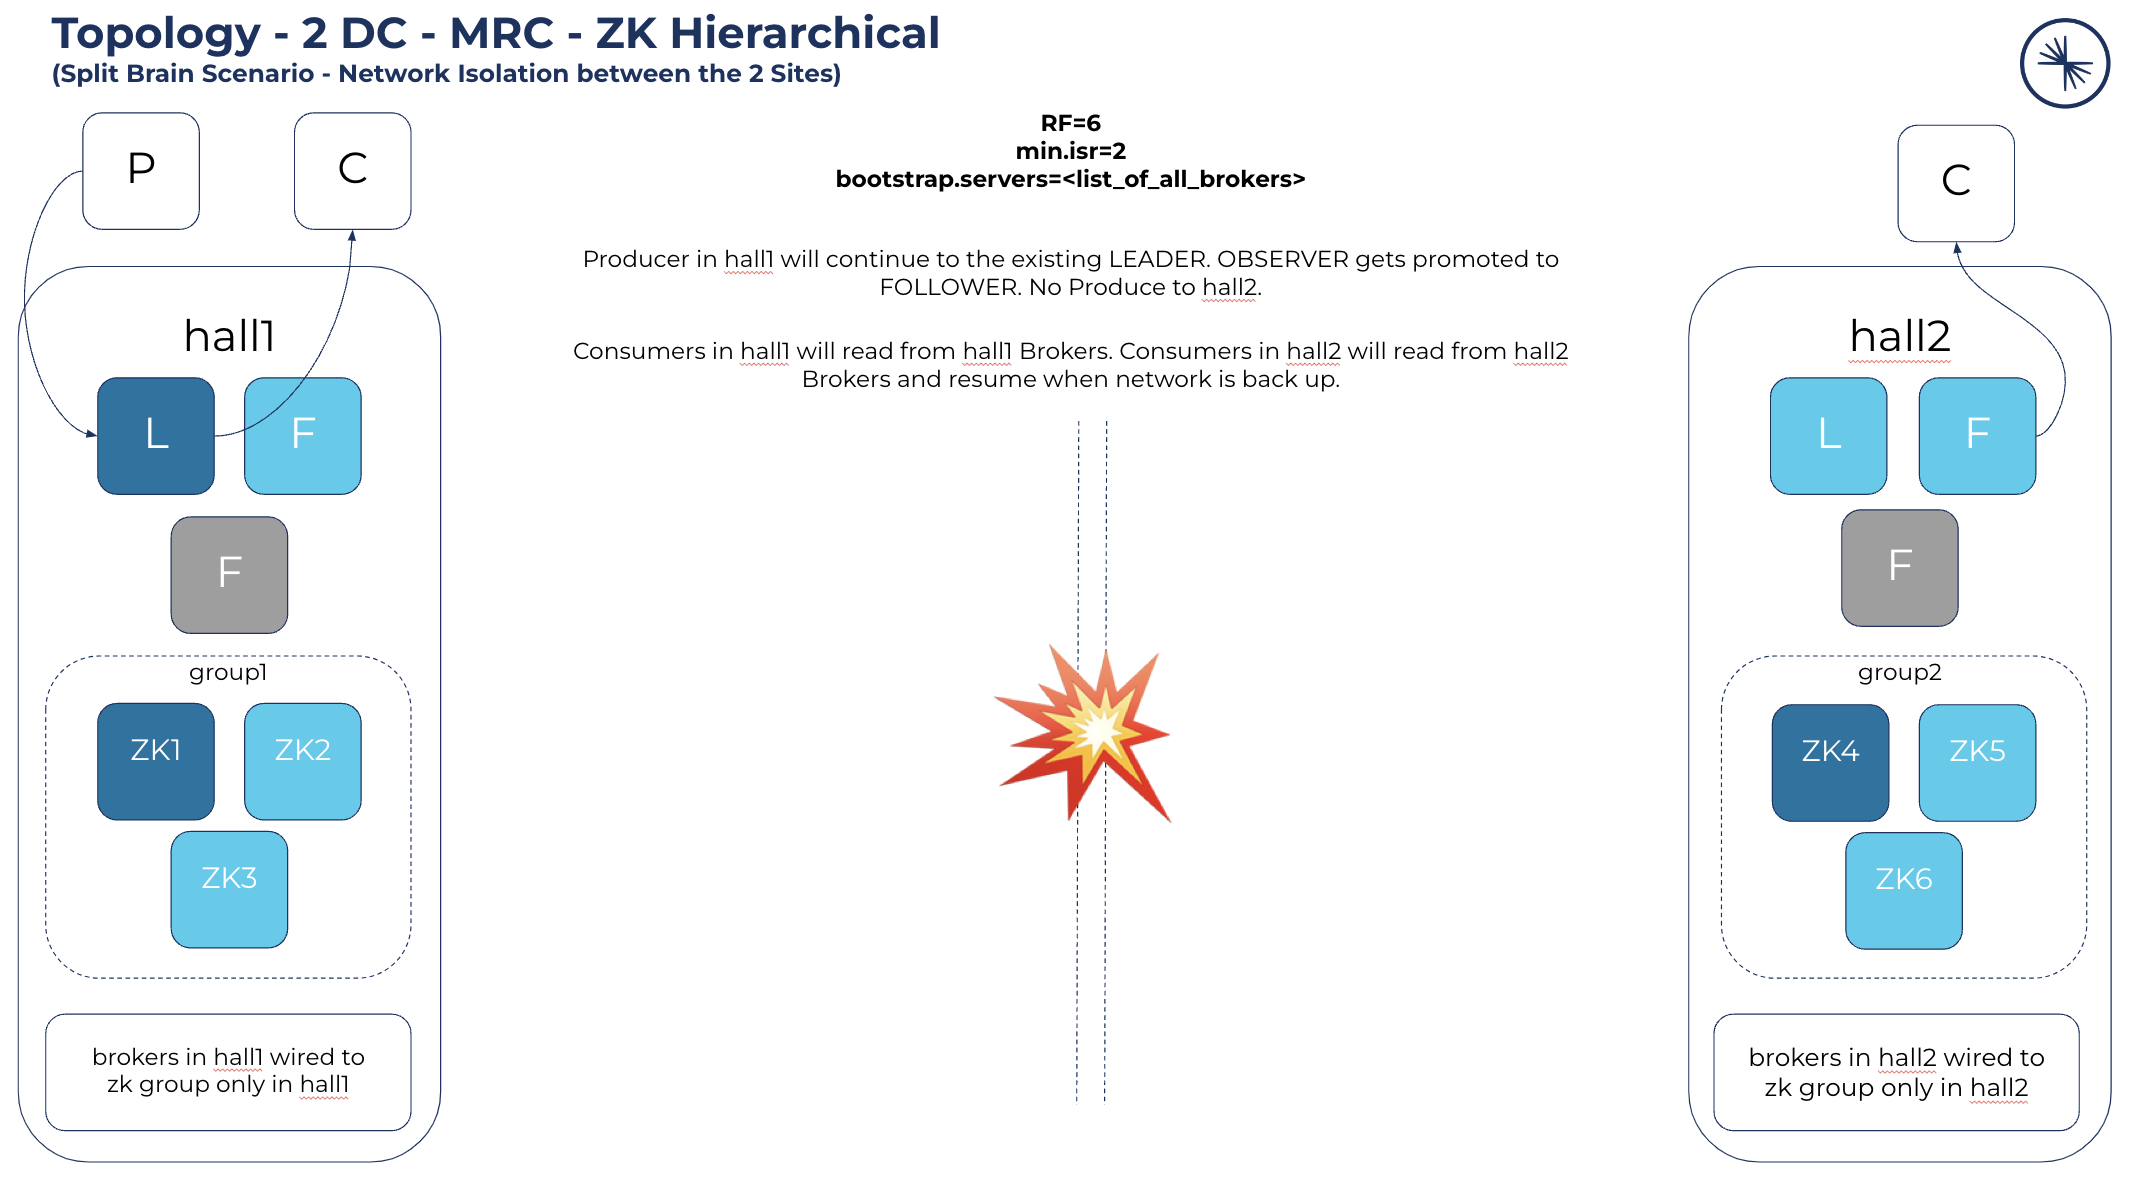 Topology - 2 DC - MRC - ZK Hierarchical
(Split Brain Scenario - Network Isolation between the 2 Sites)
RF=6
min.isr=2
bootstrap.servers=<list_of_all_brokers>
Producer in hall1 will continue to the existing LEADER. OBSERVER gets promoted to
FOLLOWER. No Produce to hall2.
Consumers in hall1 will read from hall1 Brokers. Consumers in hall2 will read from hall2
Brokers and resume when network is back up.
P
C
hall1
L
F
F
group1
ZK1
ZK2
ZK3
brokers in hall1 wired to
zk group only in hall1
C
hall2
L
F
F
group2
ZK4
ZK5
ZK6
brokers in hall2 wired to
zk group only in hall2